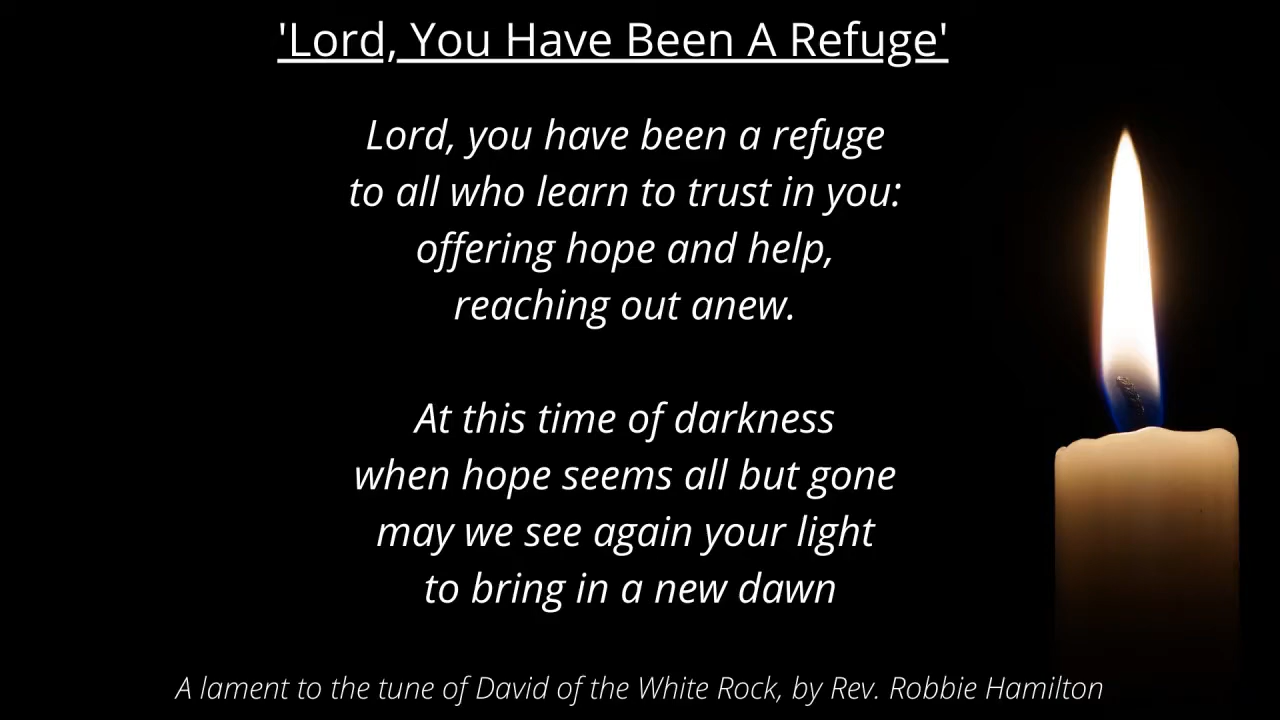 'Lord, You Have Been A Refuge'
Lord, you have been a refuge
to all who learn to trust in you:
offering hope and help,
reaching out anew.
At this time of darkness
when hope seems all but gone
may we see again your light
to bring in a new dawn
A lament to the tune of David of the White Rock, by Rev. Robbie Hamilton